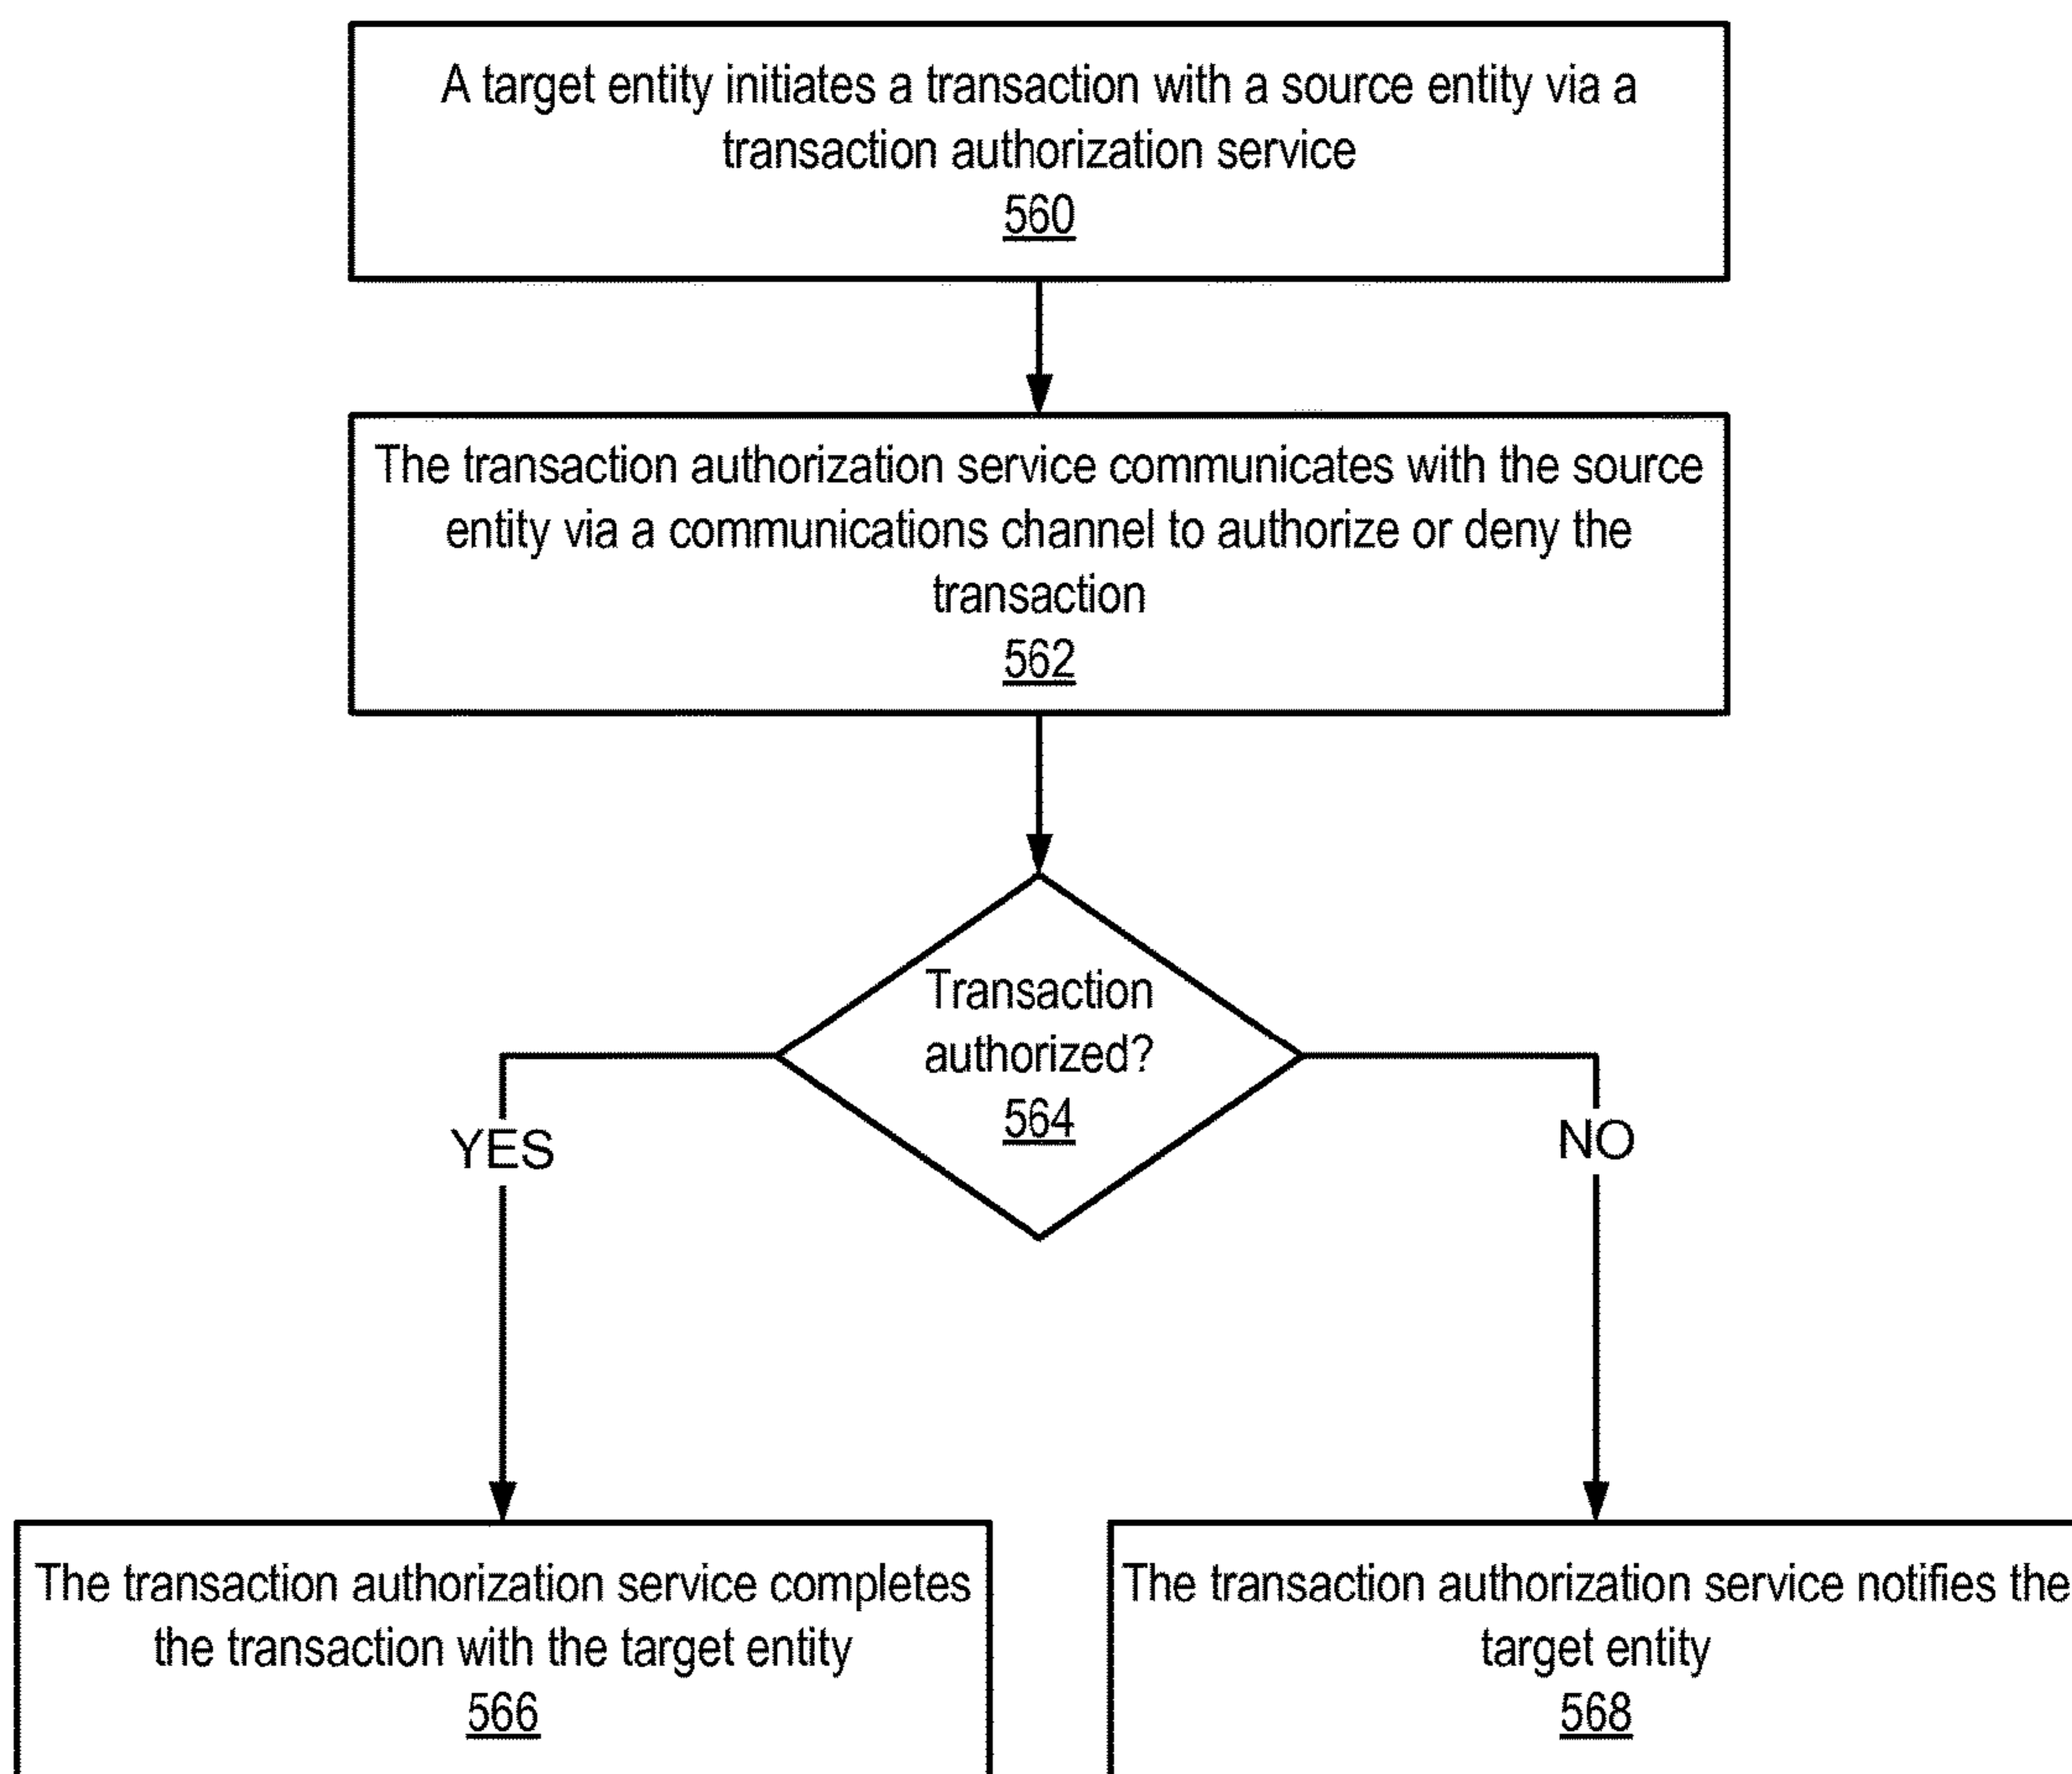 A target entity initiates a transaction with a source entity via a
transaction authorization service
560
The transaction authorization service communicates with the source
entity via a communications channel to authorize or deny the
transaction
562
Transaction
authorized?
564
YES
NO
The transaction authorization service completes
the transaction with the target entity
566
The transaction authorization service notifies the
target entity
568